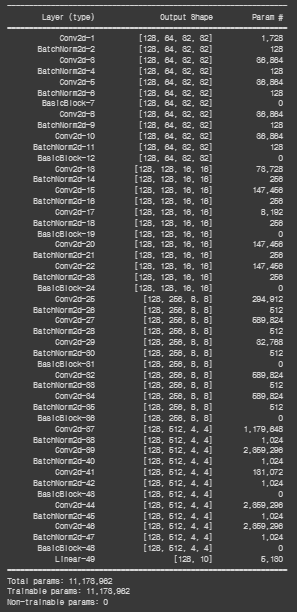 Layer (type) Output Shape Param #
Conv2d-1 [128, 64, 32, 32] 1,728
BatchNorm2d-2 [128, 64, 32, 32] 128
Conv2d-3 [128, 64, 32, 32] 36,864
BatchNorm2d-4 [128, 64, 32, 32] 128
Conv2d-5 [128, 64, 32, 32] 36,864
BatchNorm2d-6 [128, 64, 32, 32] 128
BasicBlock-7 [128, 64, 32, 32] 0
Conv2d-8 [128, 64, 32, 32] 36,864
BatchNorm2d-9 [128, 64, 32, 32] 128
Conv2d-10 [128, 64, 32, 32] 36,864
BatchNorm2d-11 [128, 64, 32, 32] 128
BasicBlock-12 [128, 64, 32, 32] 0
Conv2d-13 [128, 128, 16, 16] 73,728
BatchNorm2d-14 [128, 128, 16, 16] 256
Conv2d-15 [128, 128, 16, 16] 147,456
BatchNorm2d-16 [128, 128, 16, 16] 256
Conv2d-17 [128, 128, 16, 16] 8,192
BatchNorm2d-18 [128, 128, 16, 16] 256
BasicBlock-19 [128, 128, 16, 16] 0
Conv2d-20 [128, 128, 16, 16] 147,456
BatchNorm2d-21 [128, 128, 16, 16] 256
Conv2d-22 [128, 128, 16, 16] 147,456
BatchNorm2d-23 [128, 128, 16, 16] 256
BasicBlock-24 [128, 128, 16, 16] 0
Conv2d-25 [128, 256, 8, 8] 294,912
BatchNorm2d-26 [128, 256, 8, 8] 512
Conv2d-27 [128, 256, 8, 8] 589,824
BatchNorm2d-28 [128, 256, 8, 8] 512
Conv2d-29 [128, 256, 8, 8] 32,768
BatchNorm2d-30 [128, 256, 8, 8] 512
BasicBlock-31 [128, 256, 8, 8] 0
Conv2d-32 [128, 256, 8, 8] 589,824
BatchNorm2d-33 [128, 256, 8, 8] 512
Conv2d-34 [128, 256, 8, 8] 589,824
BatchNorm2d-35 [128, 256, 8, 8] 512
BasicBlock-36 [128, 256, 8, 8] 0
Conv2d-37 [128, 512, 4, 4] 1,179,648
BatchNorm2d-38 [128, 512, 4, 4] 1,024
Conv2d-39 [128, 512, 4, 4] 2,359,296
BatchNorm2d-40 [128, 512, 4, 4] 1,024
Conv2d-41 [128, 512, 4, 4] 131,072
BatchNorm2d-42 [128, 512, 4, 4] 1,024
BasicBlock-43 [128, 512, 4, 4] 0
Conv2d-44 [128, 512, 4, 4] 2,359,296
BatchNorm2d-45 [128, 512, 4, 4] 1,024
Conv2d-46 [128, 512, 4, 4] 2,359,296
BatchNorm2d-47 [128, 512, 4, 4] 1,024
BasicBlock-48 [128, 512, 4, 4] 0
Linear-49 [128, 10] 5,130
Total params: 11,173,962
Trainable params: 11,173,962
Non-trainable params: 0